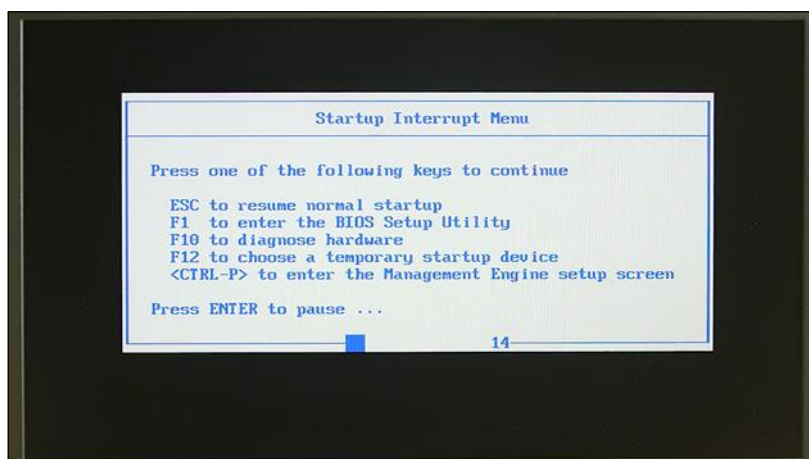 Startup Interrupt Menu
Press one of the following keys to continue
ESC to resume normal startup
F1 to enter the BIOS Setup Utility
F10 to diagnose hardware
F12 to choose a temporary startup device
<CTRL-P> to enter the Management Engine setup screen
Press ENTER to pause ...
14